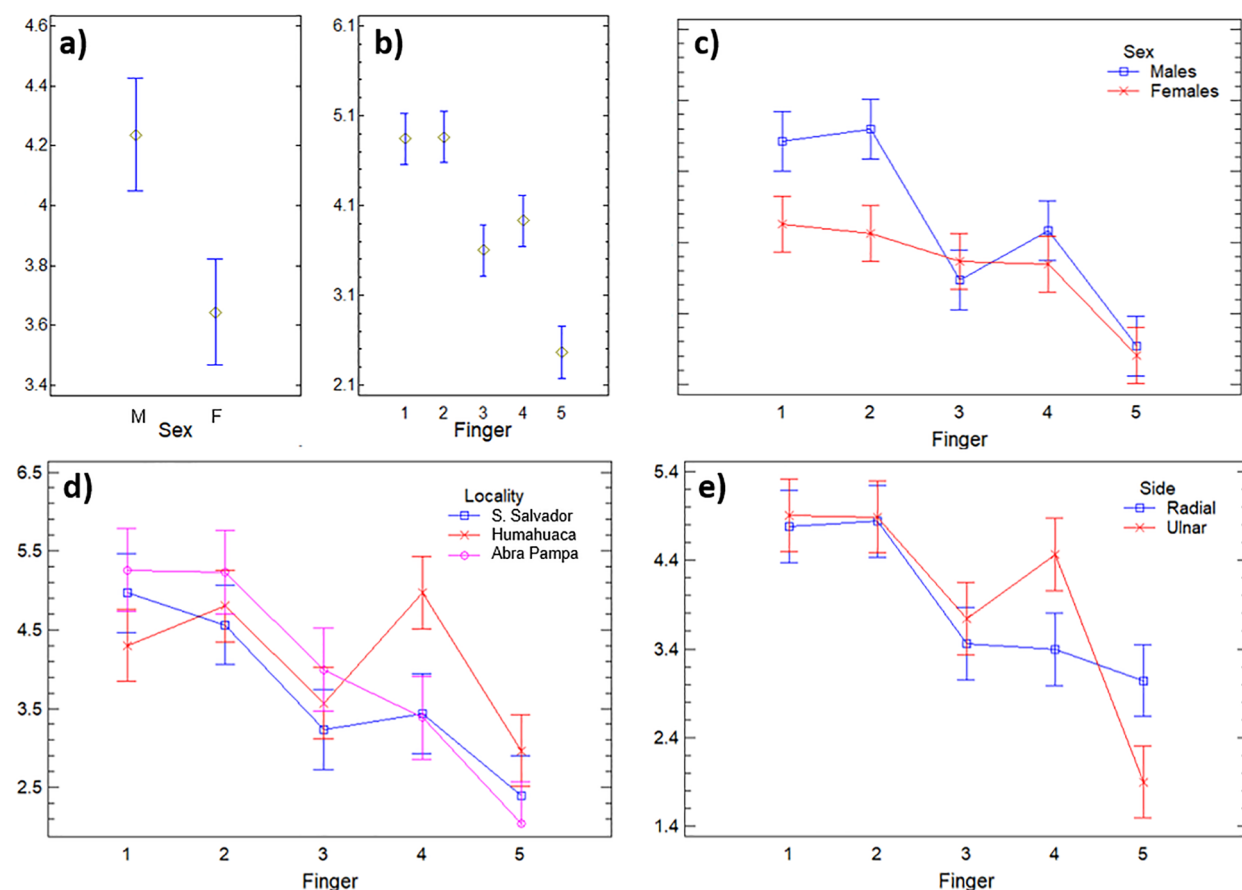 a)
4.6
4.4
4.2
4
3.8
3.6
3.4
M F
Sex
b)
6.1
5.1
4.1
3.1
2.1
1 2 3 4 5
Finger
c)
Sex
Males
Females
1 2 3 4 5
Finger
d)
6.5
5.5
4.5
3.5
2.5
Locality
S. Salvador
Humahuaca
Abra Pampa
1 2 3 4 5
Finger
e)
5.4
4.4
3.4
2.4
1.4
Side
Radial
Ulnar
1 2 3 4 5
Finger